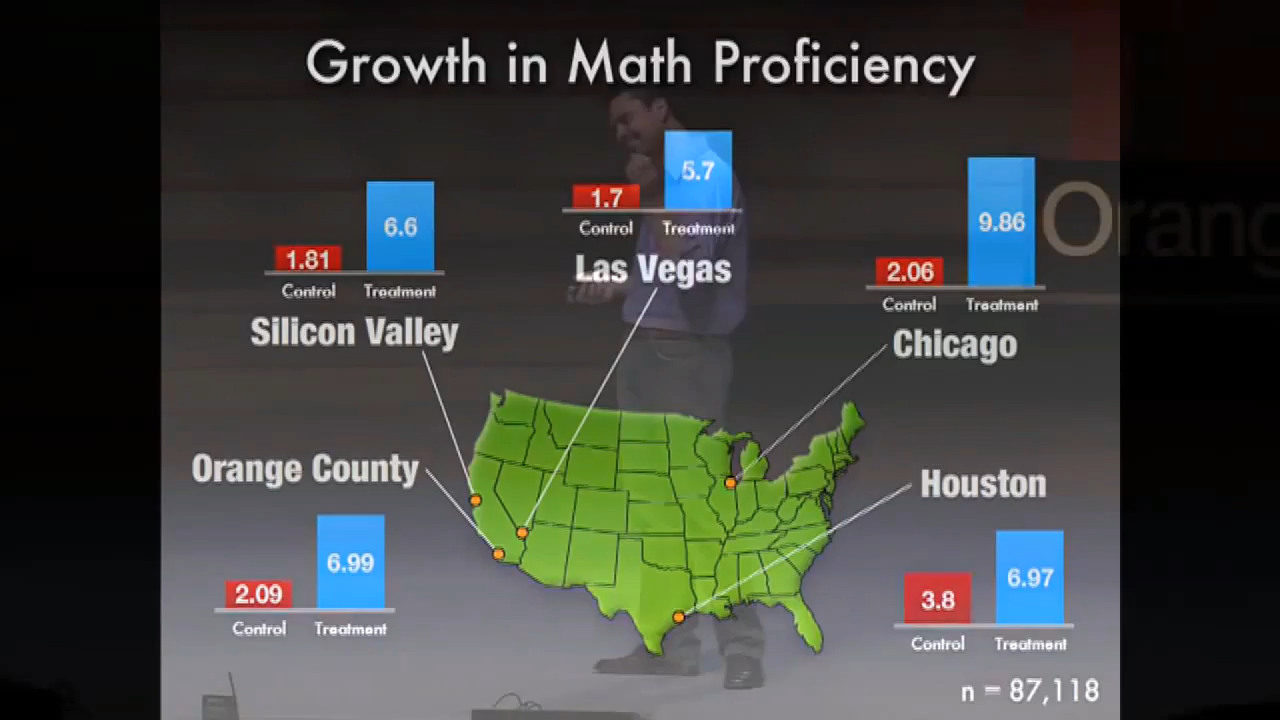 Growth in Math Proficiency
1.81
6.6
Control
Treatment
Silicon Valley
1.7
5.7
Control
Treatment
Las Vegas
2.06
9.86
Control
Treatment
Chicago
Orange County
2.09
6.99
Control
Treatment
Houston
3.8
6.97
Control
Treatment
n = 87,118
Orang